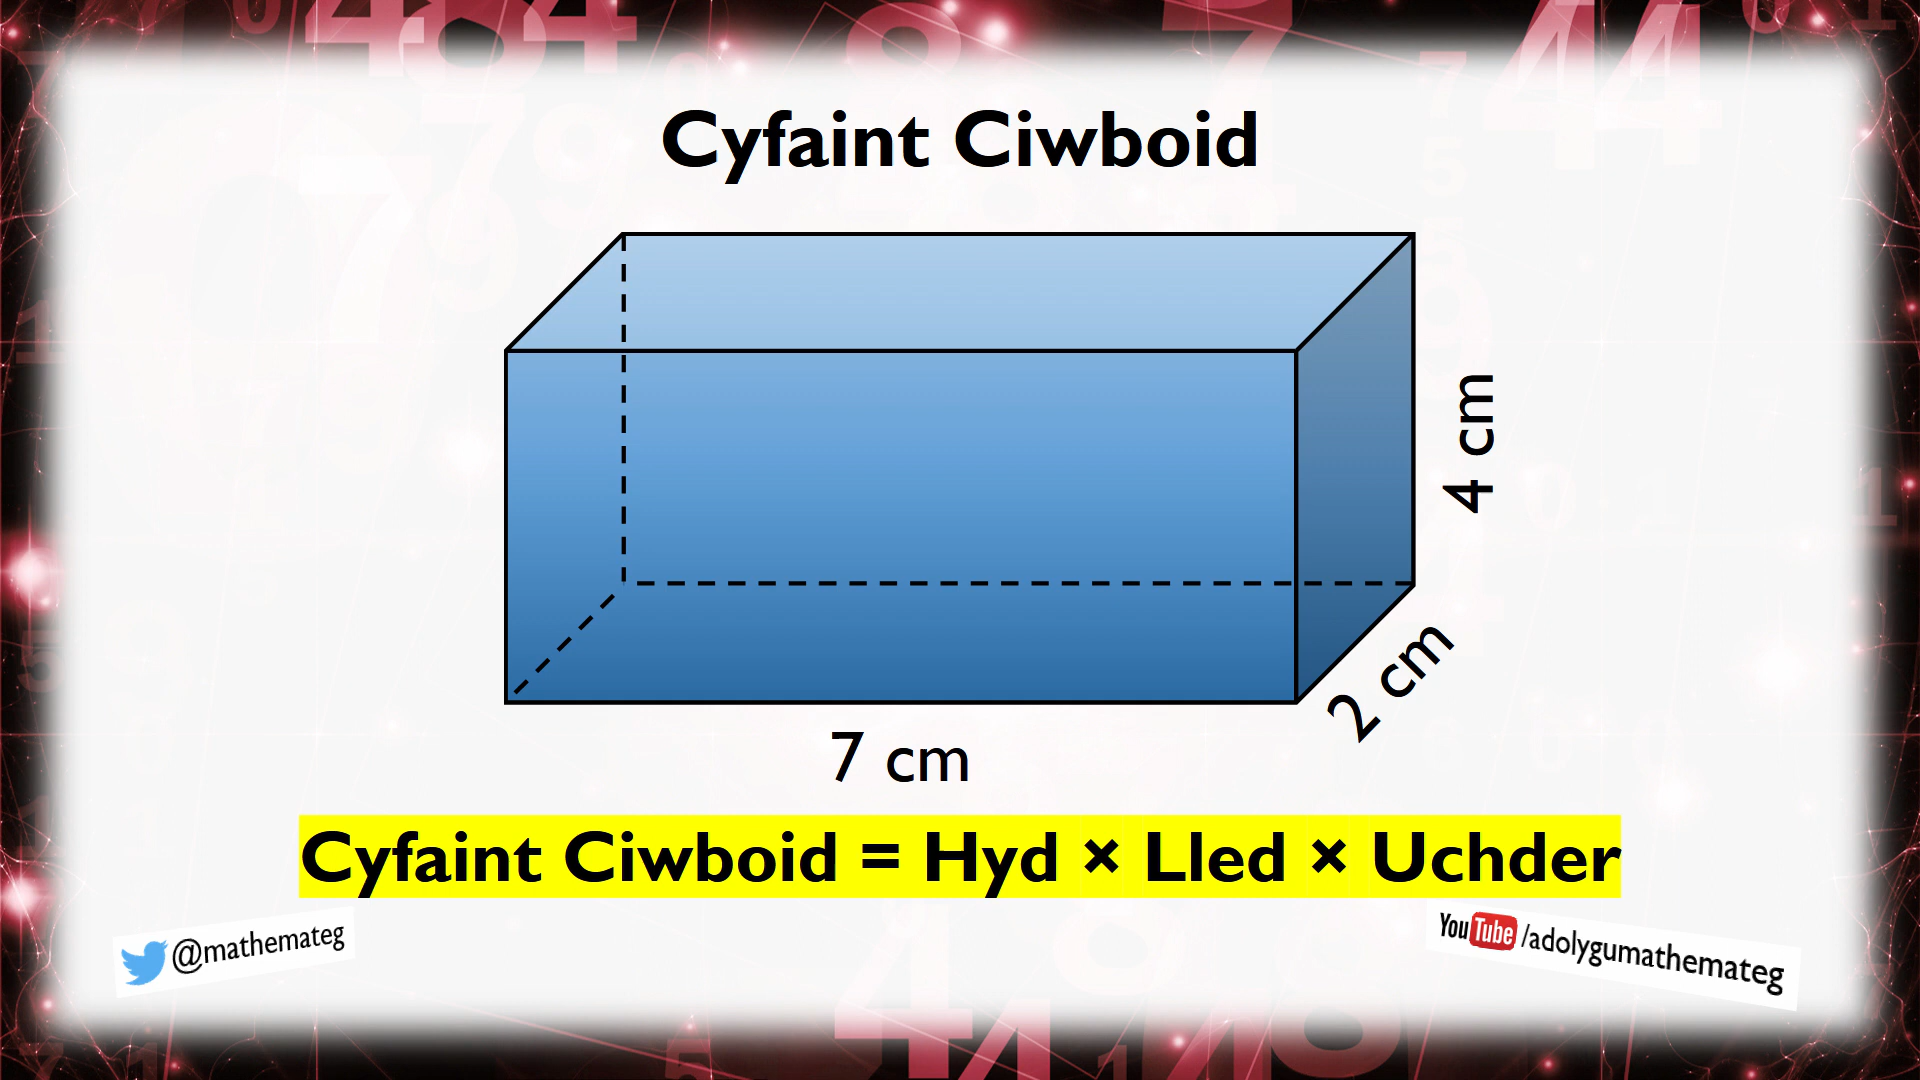 Cyfaint Ciwboid
4 cm
2 cm
7 cm
Cyfaint Ciwboid = Hyd × Lled × Uchder
@mathemateg
YouTube /adolygumathemateg